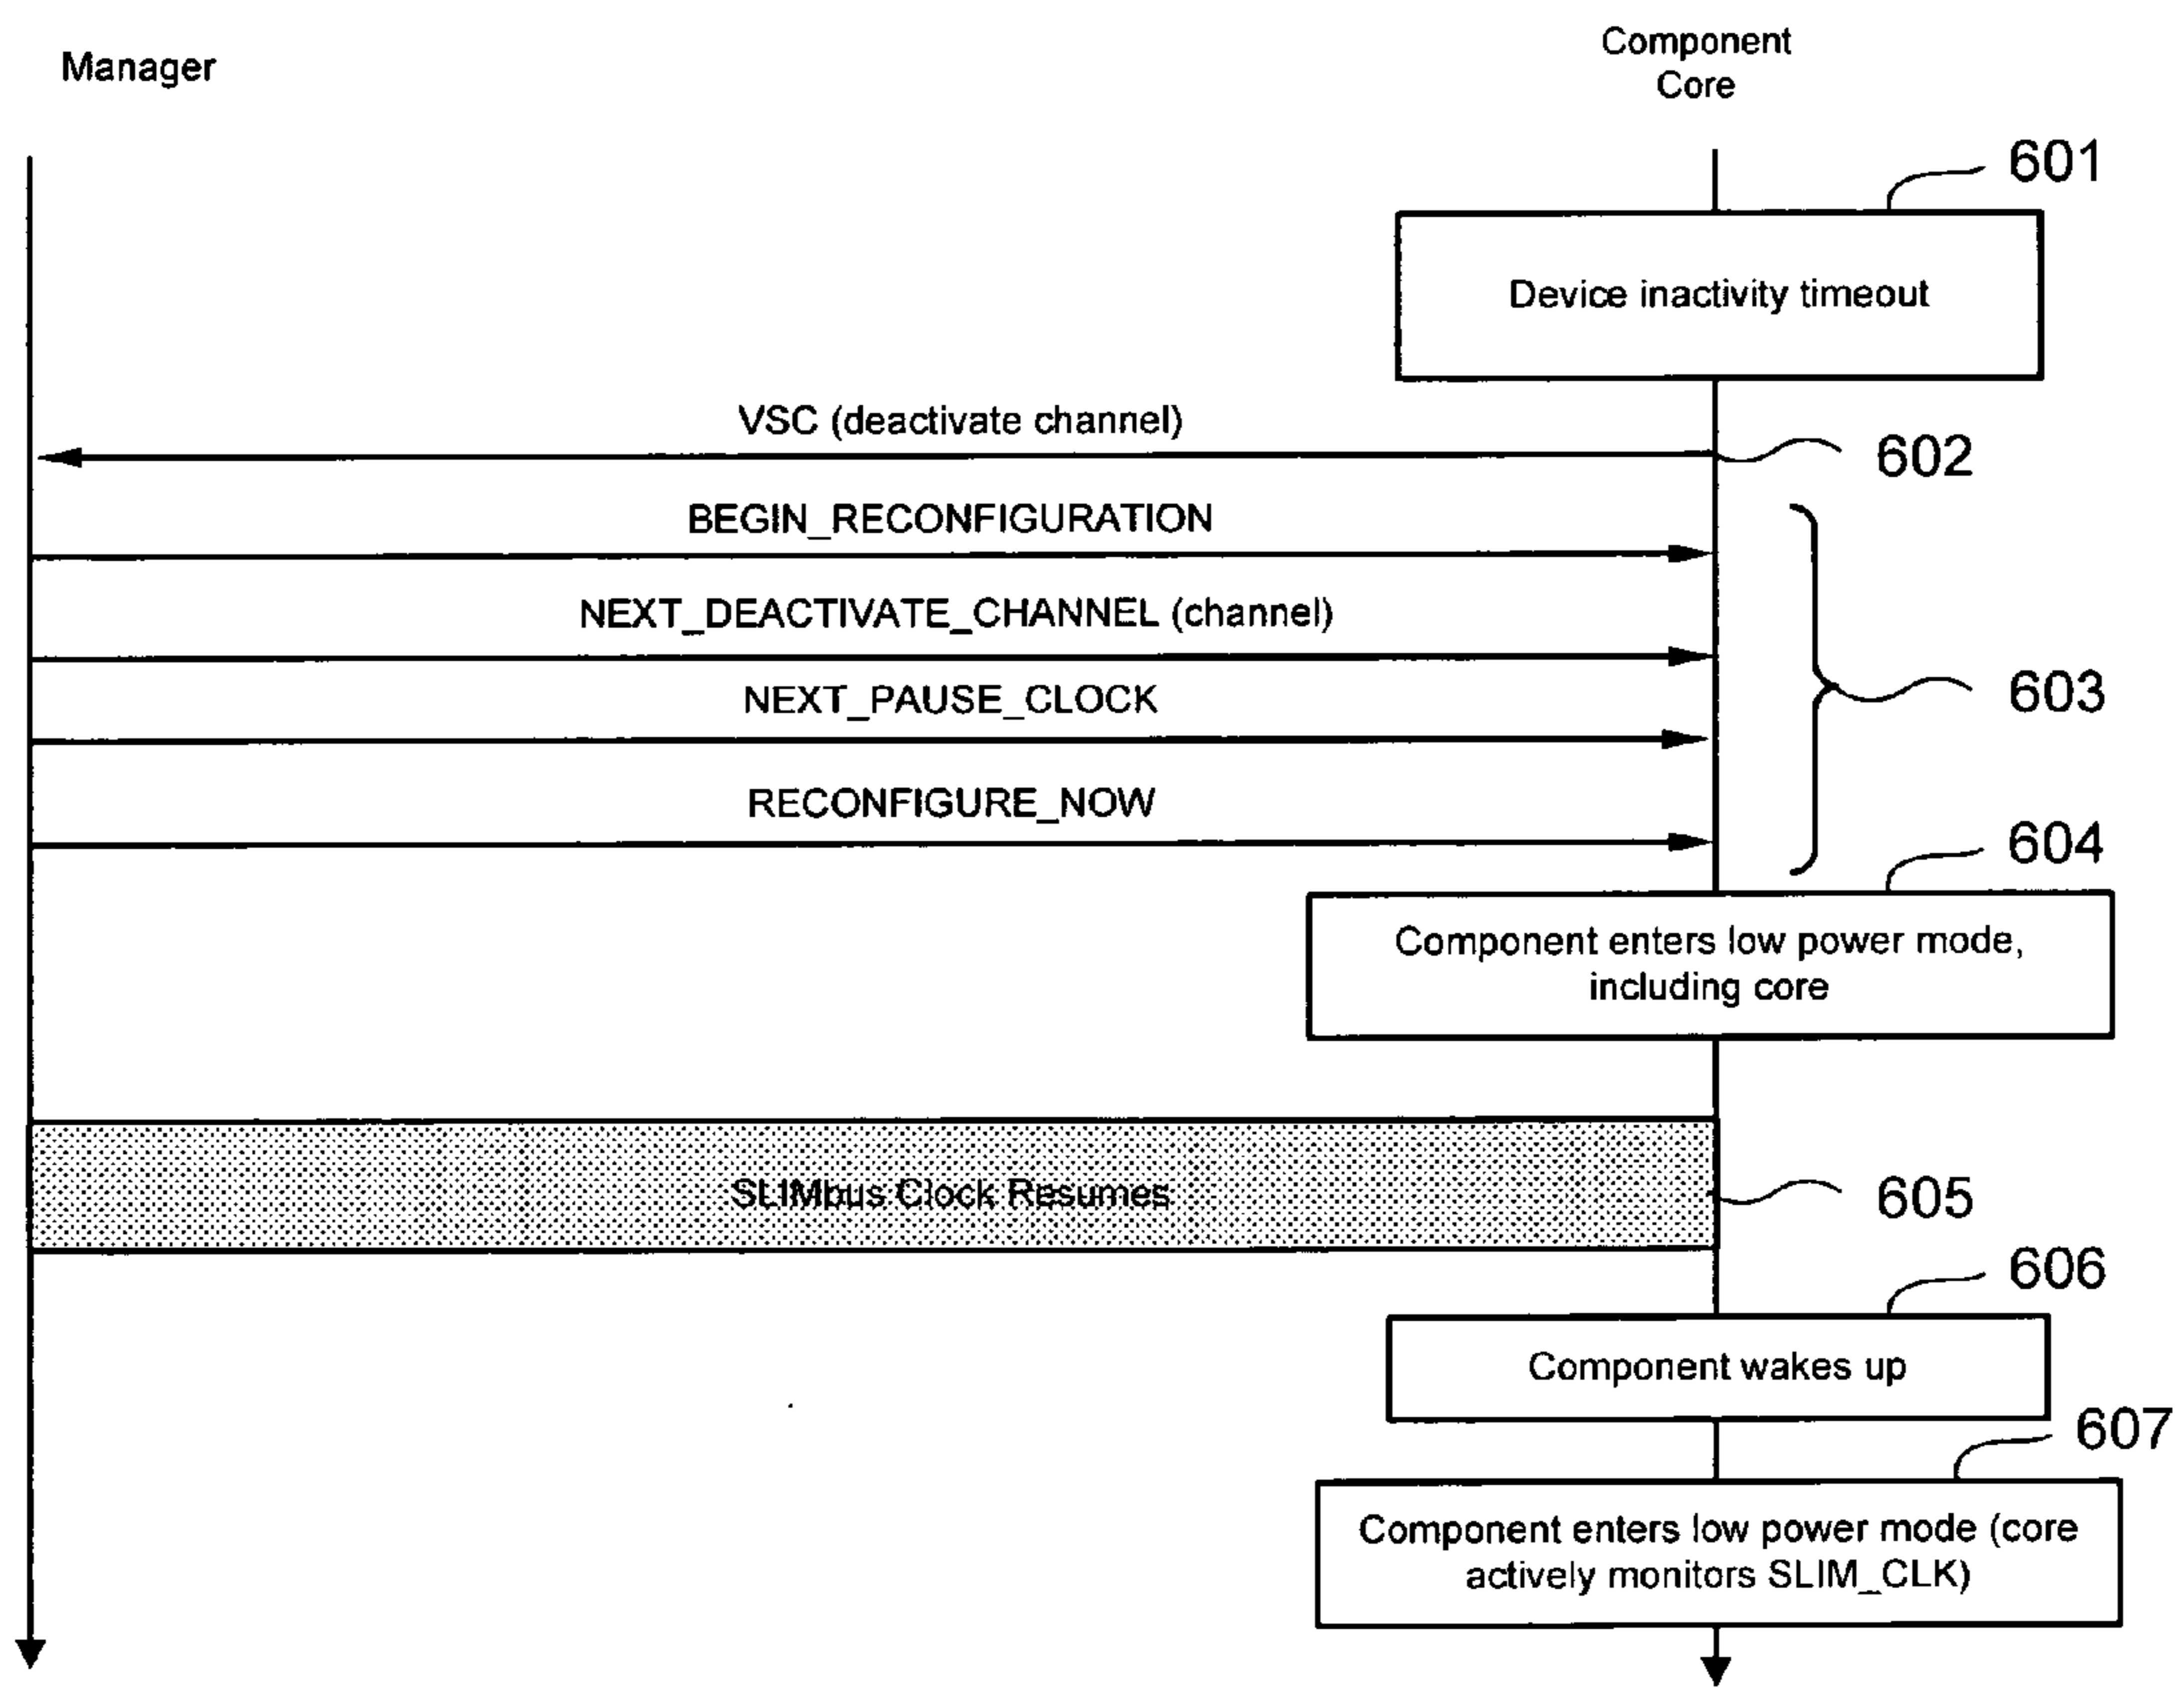 Manager
Component
Core
601
Device inactivity timeout
VSC (deactivate channel)
602
BEGIN_RECONFIGURATION
NEXT_DEACTIVATE_CHANNEL (channel)
NEXT_PAUSE_CLOCK
603
RECONFIGURE_NOW
604
Component enters low power mode,
including core
SLIMbus Clock Resumes
605
606
Component wakes up
607
Component enters low power mode (core
actively monitors SLIM_CLK)